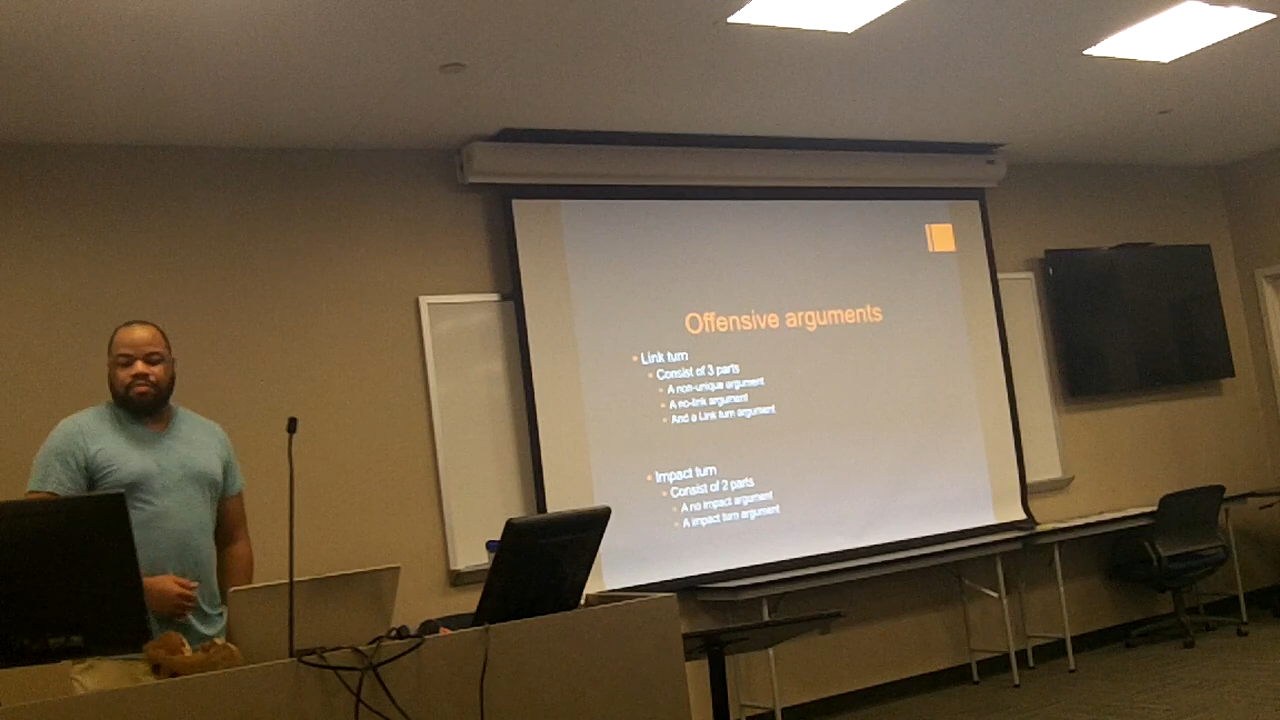 Offensive arguments
Link turn
Consist of 3 parts
A non-unique argument
A no-link argument
And a Link turn argument
Impact turn
Consist of 2 parts
A no impact argument
A impact turn argument